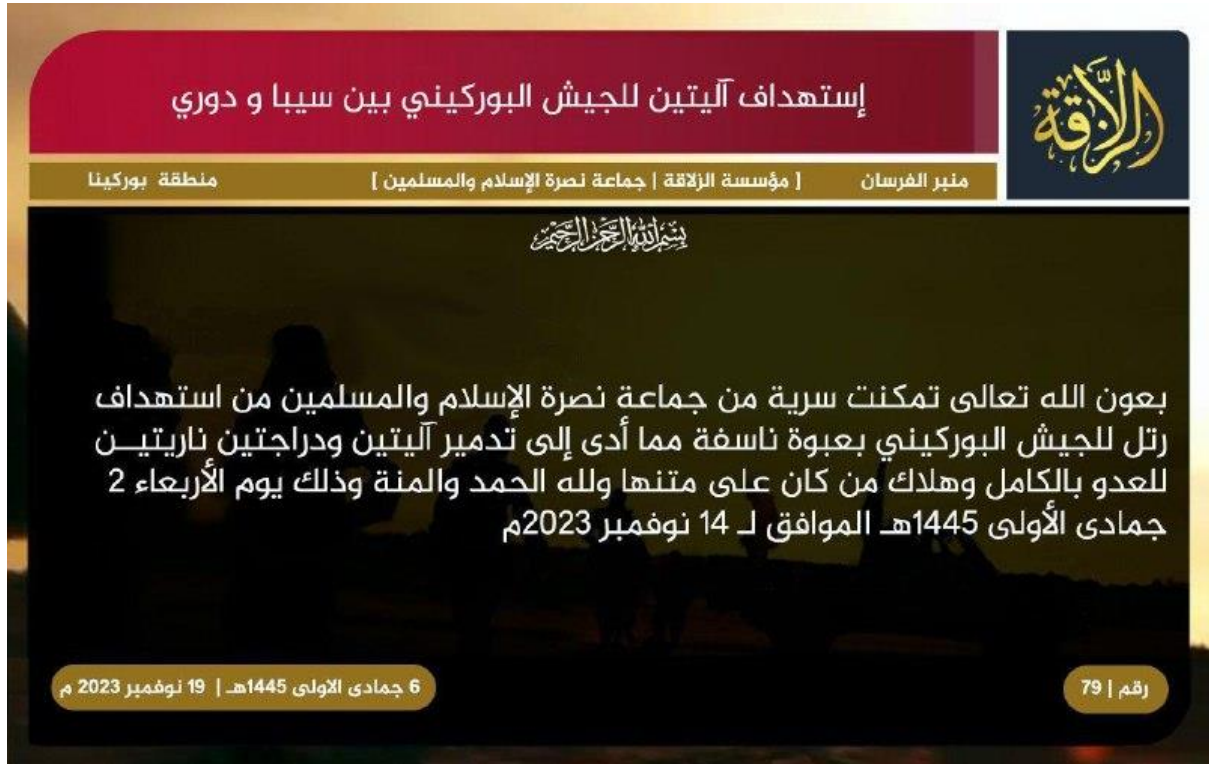 الزلاقة
إستهداف آليتين للجيش البوركيني بين سيبا و دوري
منبر الفرسان [ مؤسسة الزلاقة | جماعة نصرة الإسلام والمسلمين ] منطقة بوركينا
بسم الله الرحمن الرحيم
بعون الله تعالى تمكنت سرية من جماعة نصرة الإسلام والمسلمين من استهداف
رتل للجيش البوركيني بعبوة ناسفة مما أدى إلى تدمير آليتين ودراجتين ناريتيــن
للعدو بالكامل وهلاك من كان على متنها ولله الحمد والمنة وذلك يوم الأربعاء 2
جمادى الأولى 1445هـ الموافق لـ 14 نوفمبر 2023م
رقم | 79
6 جمادى الاولى 1445هـ | 19 نوفمبر 2023 م